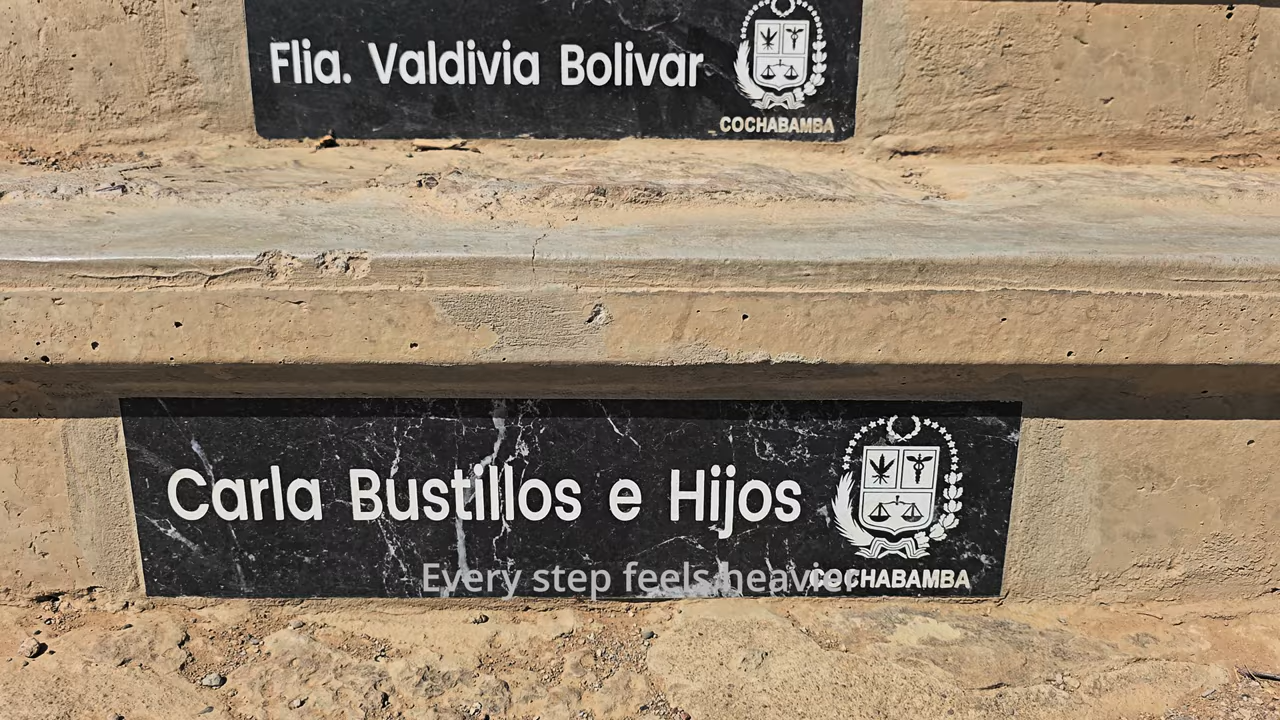 Flia. Valdivia Bolivar
COCHABAMBA
Carla Bustillos e Hijos
Every step feels heavier
COCHABAMBA